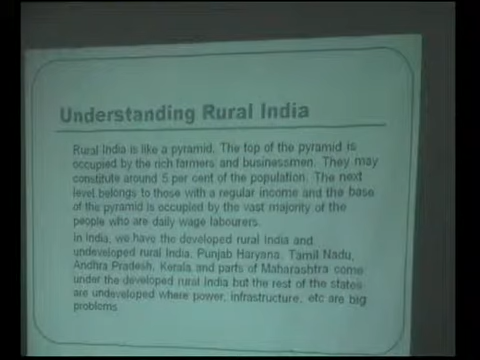 Understanding Rural India
Rural India is like a pyramid. The top of the pyramid is
occupied by the rich farmers and businessmen. They may
constitute around 5 per cent of the population. The next
level belongs to those with a regular income and the base
of the pyramid is occupied by the vast majority of the
people who are daily wage labourers.
In India, we have the developed rural India and
undeveloped rural India. Punjab Haryana, Tamil Nadu,
Andhra Pradesh, Kerala and parts of Maharashtra come
under the developed rural India but the rest of the states
are undeveloped where power, infrastructure, etc are big
problems